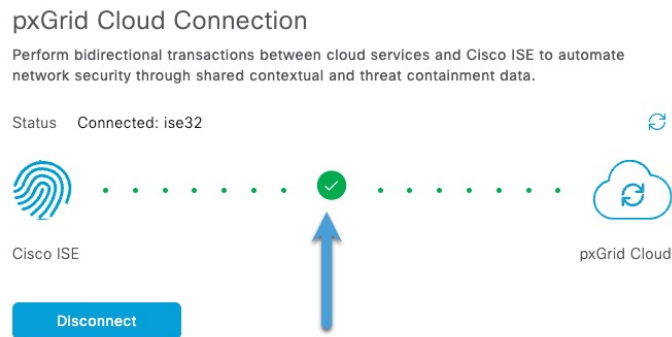 pxGrid Cloud Connection
Perform bidirectional transactions between cloud services and Cisco ISE to automate
network security through shared contextual and threat containment data.
Status Connected: ise32
Cisco ISE pxGrid Cloud
Disconnect